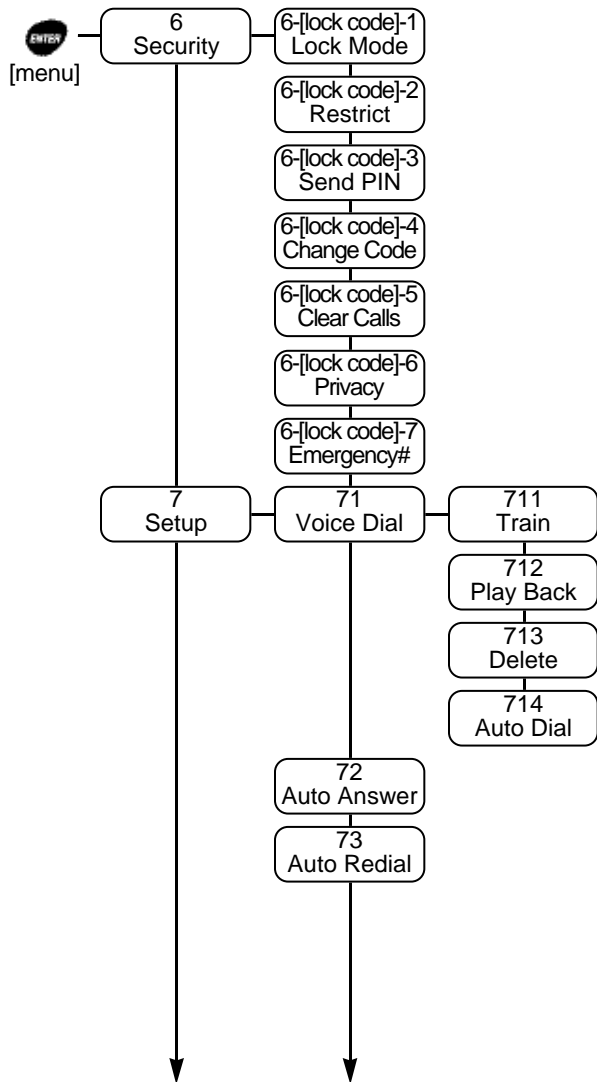 ENTER
[menu]
6
Security
6-[lock code]-1
Lock Mode
6-[lock code]-2
Restrict
6-[lock code]-3
Send PIN
6-[lock code]-4
Change Code
6-[lock code]-5
Clear Calls
6-[lock code]-6
Privacy
6-[lock code]-7
Emergency#
7
Setup
71
Voice Dial
711
Train
712
Play Back
713
Delete
714
Auto Dial
72
Auto Answer
73
Auto Redial